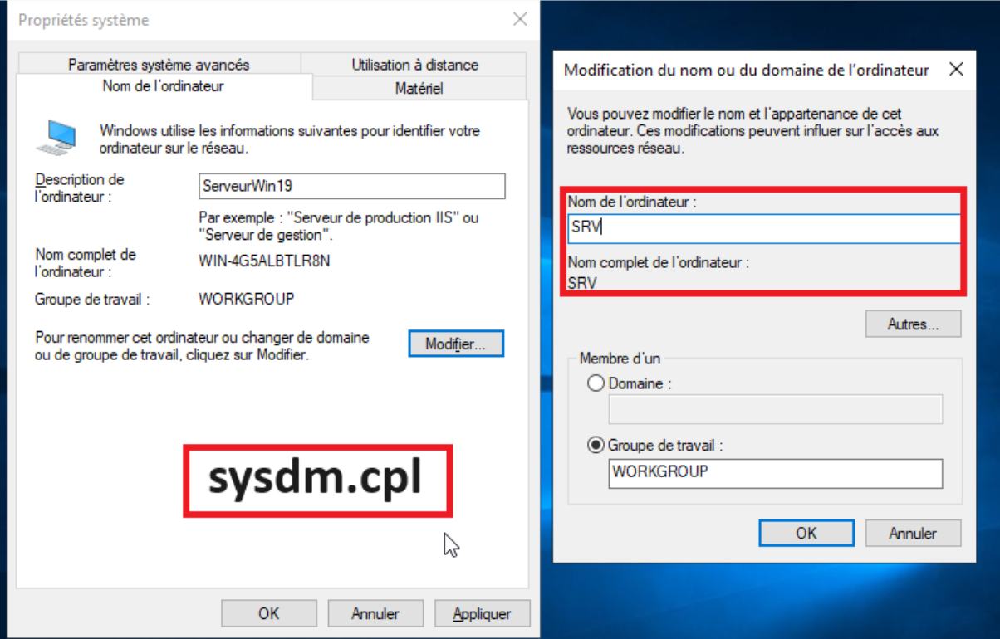 Propriétés système
Paramètres système avancés
Utilisation à distance
Nom de l'ordinateur
Matériel
Windows utilise les informations suivantes pour identifier votre
ordinateur sur le réseau.
Description de
l'ordinateur :
ServeurWin19
Par exemple : "Serveur de production IIS" ou
"Serveur de gestion".
Nom complet de
l'ordinateur :
WIN-4G5ALBTLR8N
Groupe de travail :
WORKGROUP
Pour renommer cet ordinateur ou changer de domaine
ou de groupe de travail, cliquez sur Modifier.
Modifier...
sysdm.cpl
OK
Annuler
Appliquer
Modification du nom ou du domaine de l'ordinateur
Vous pouvez modifier le nom et l'appartenance de cet
ordinateur. Ces modifications peuvent influer sur l'accès aux
ressources réseau.
Nom de l'ordinateur :
SRV
Nom complet de l'ordinateur :
SRV
Autres...
Membre d'un
Domaine :
Groupe de travail :
WORKGROUP
OK
Annuler